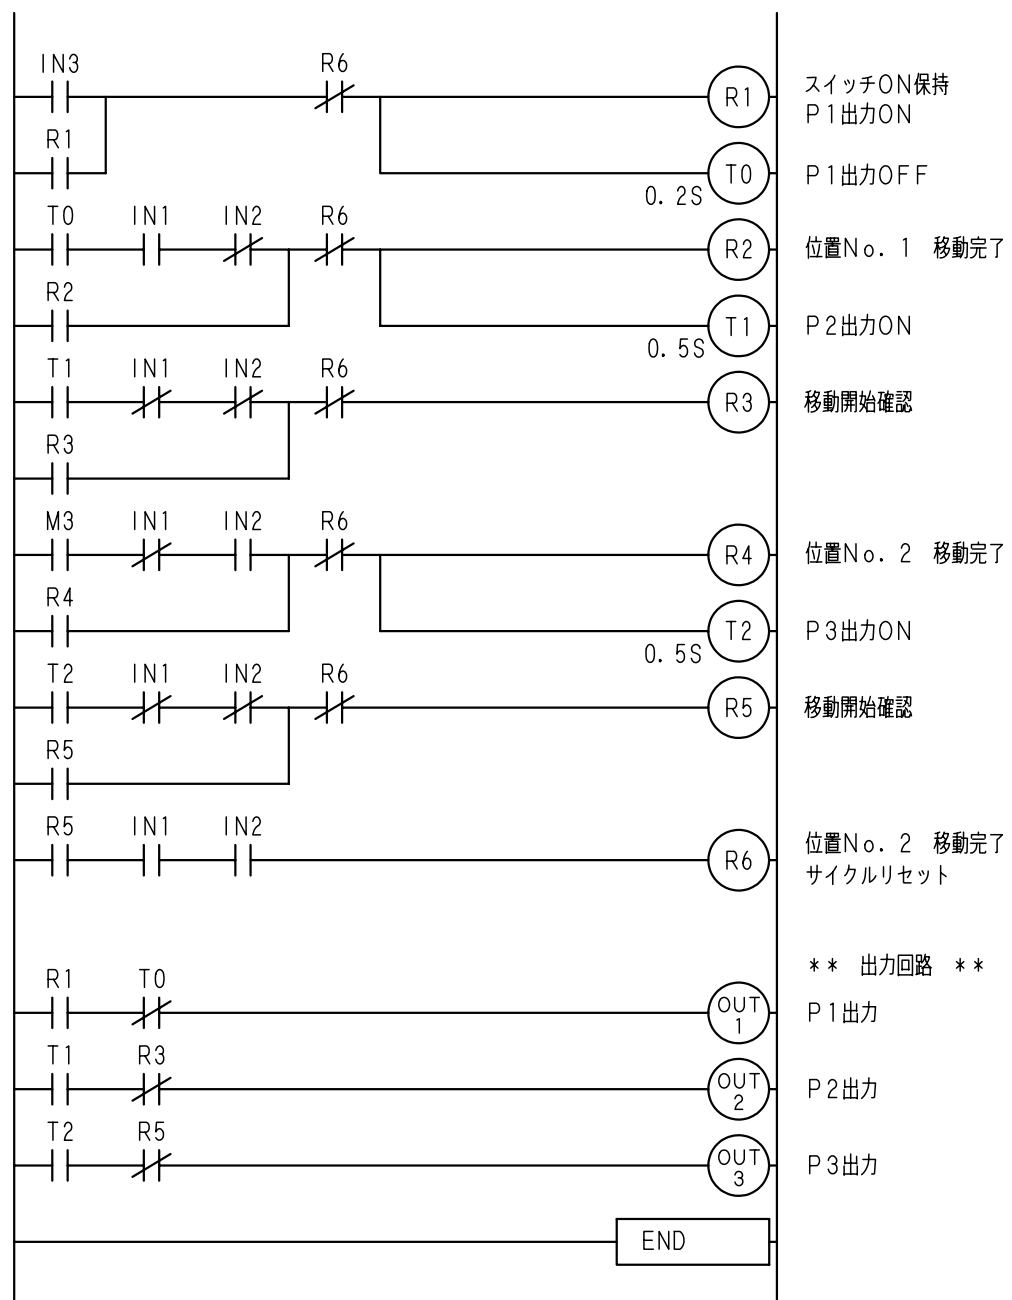 IN3 R6
R1 スイッチON保持
P1出力ON
R1
T0 P1出力OFF
0.2S
T0 IN1 IN2 R6
R2 位置No.1 移動完了
R2
T1 P2出力ON
0.5S
T1 IN1 IN2 R6
R3 移動開始確認
R3
M3 IN1 IN2 R6
R4 位置No.2 移動完了
R4
T2 P3出力ON
0.5S
T2 IN1 IN2 R6
R5 移動開始確認
R5
R5 IN1 IN2
R6 位置No.2 移動完了
サイクルリセット
** 出力回路 **
R1 T0
OUT 1 P1出力
T1 R3
OUT 2 P2出力
T2 R5
OUT 3 P3出力
END